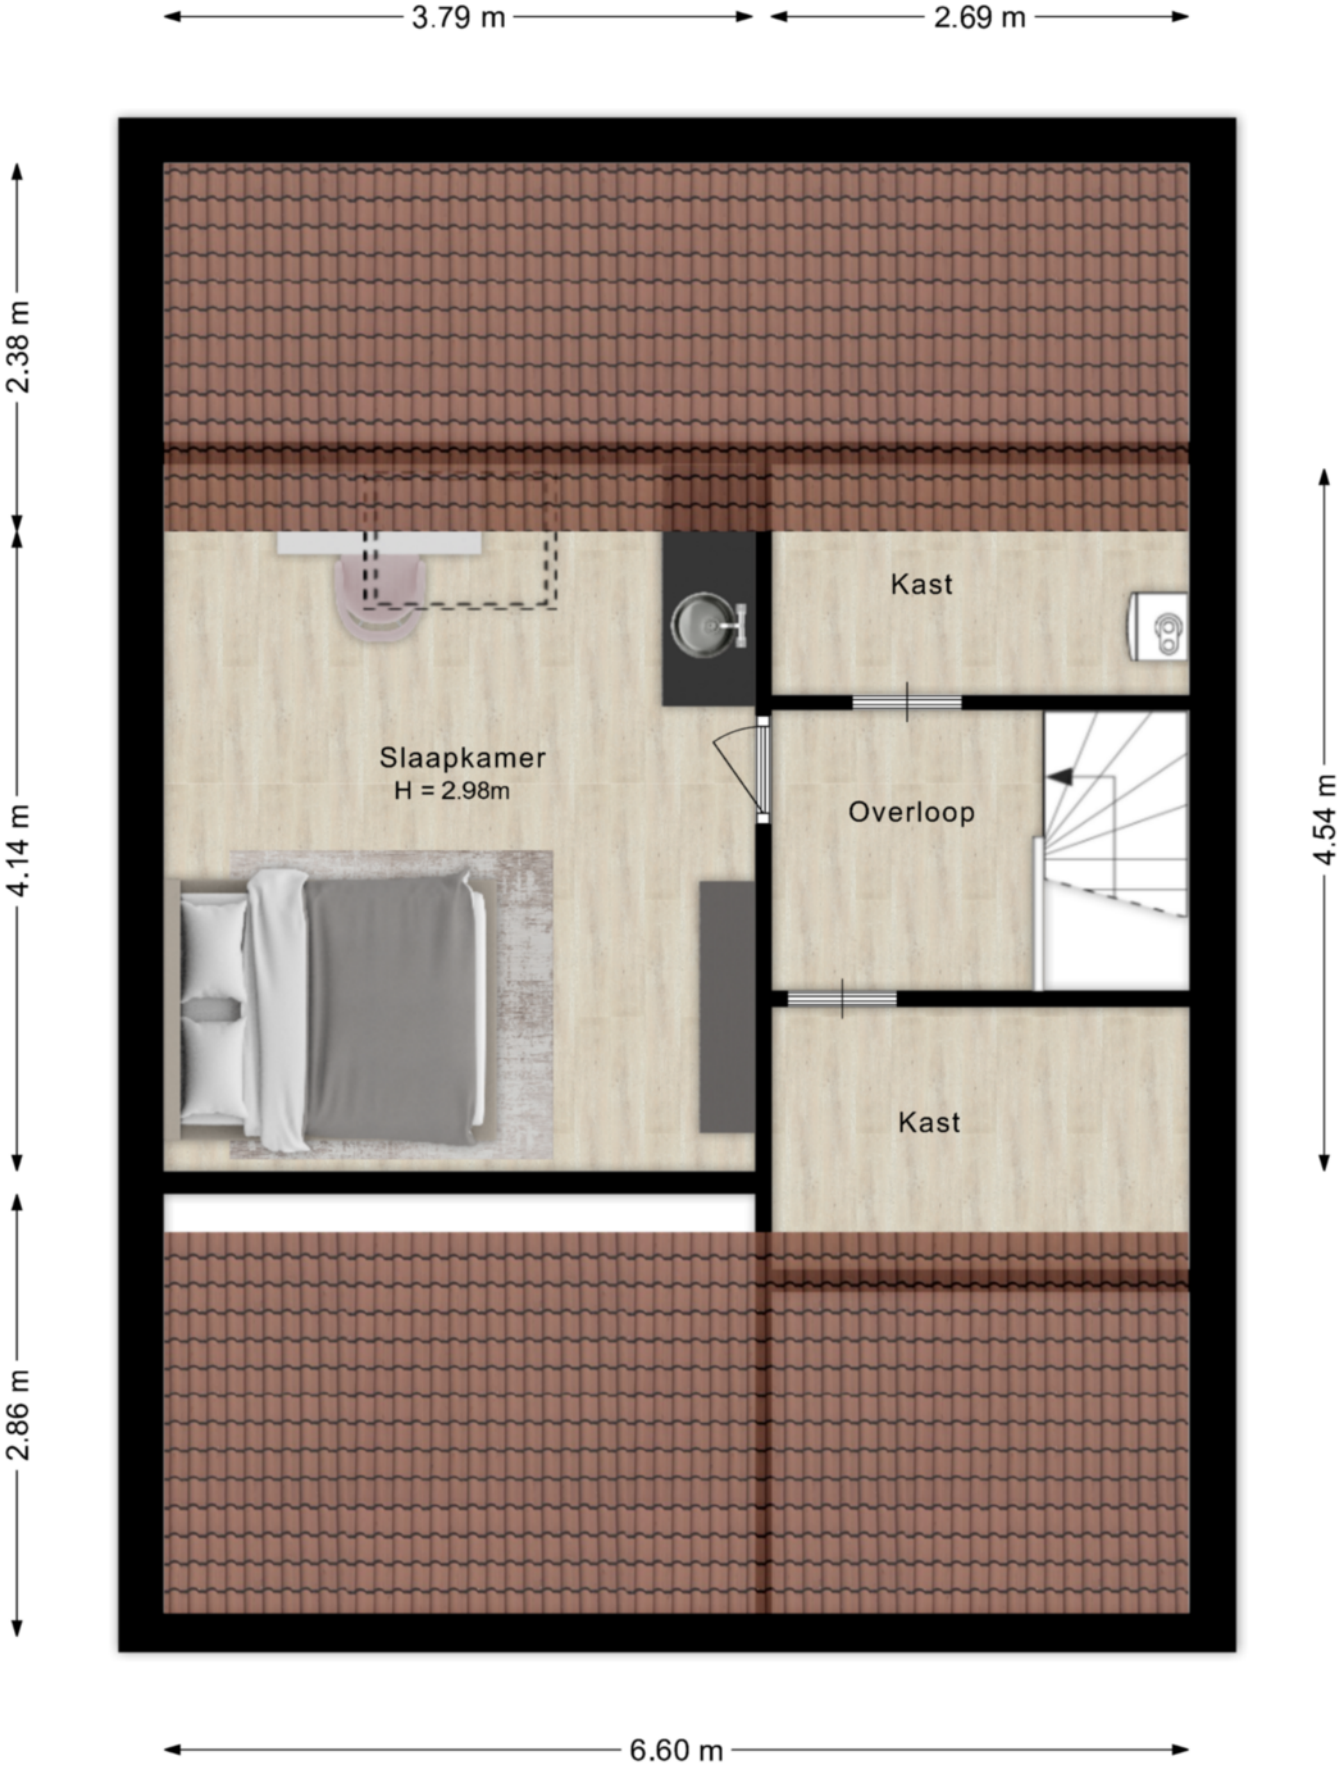 3.79 m
2.69 m
2.38 m
Kast
Slaapkamer
H = 2.98m
Overloop
4.14 m
4.54 m
Kast
2.86 m
6.60 m